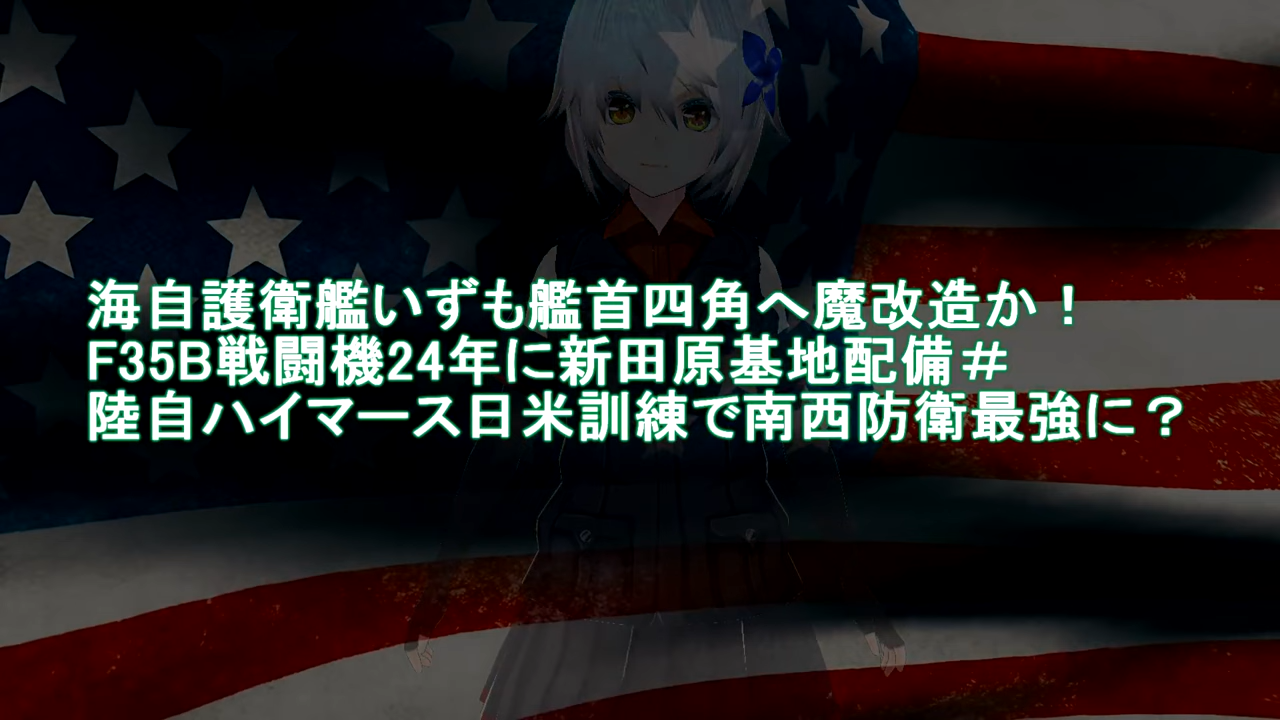 海自護衛艦いずも艦首四角へ魔改造か！
F35B戦闘機24年に新田原基地配備＃
陸自ハイマース日米訓練で南西防衛最強に？